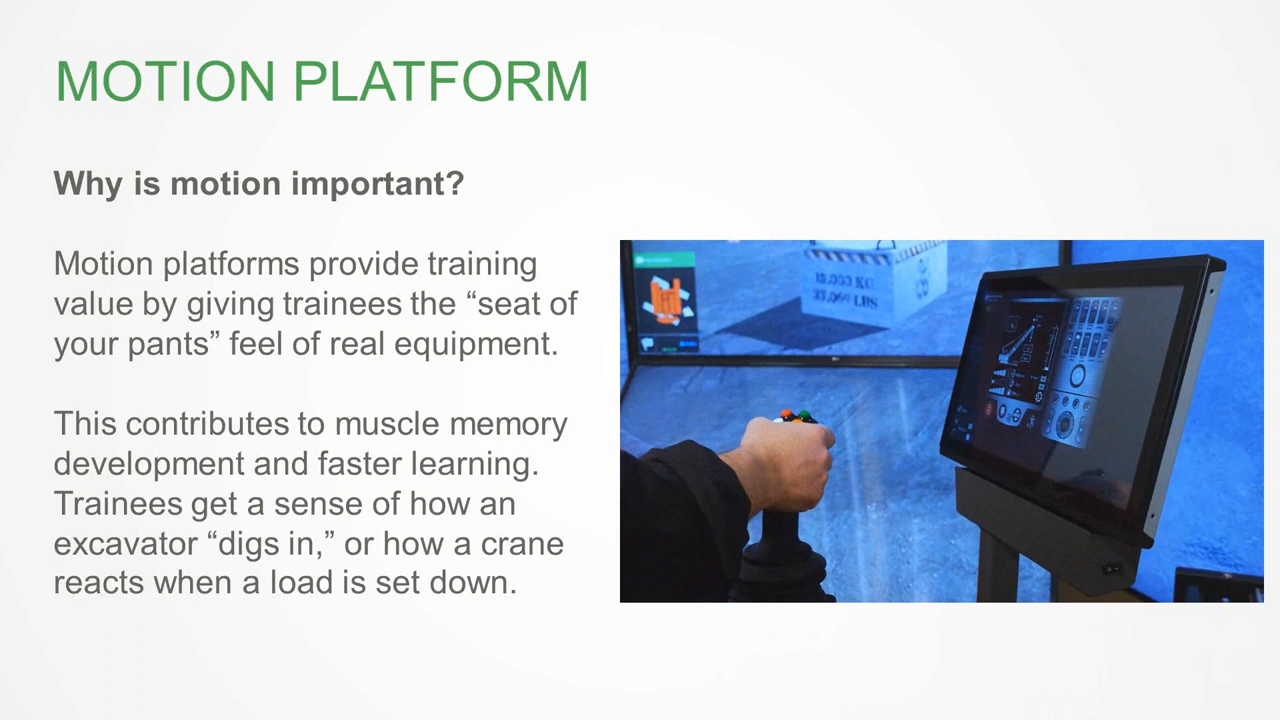 MOTION PLATFORM
Why is motion important?
Motion platforms provide training
value by giving trainees the “seat of
your pants” feel of real equipment.
This contributes to muscle memory
development and faster learning.
Trainees get a sense of how an
excavator “digs in,” or how a crane
reacts when a load is set down.
LBS